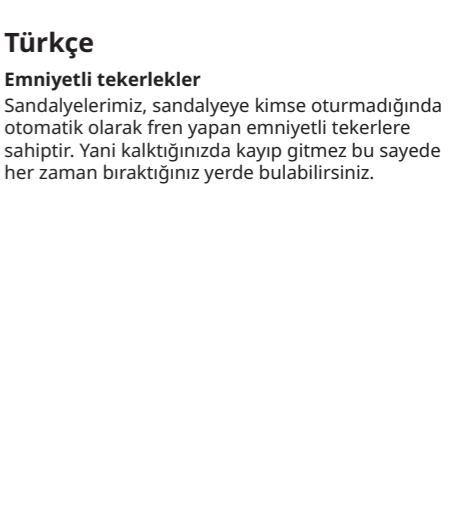 Türkçe
Emniyetli tekerlekler
Sandalyelerimiz, sandalyeye kimse oturmadığında
otomatik olarak fren yapan emniyetli tekerlere
sahiptir. Yani kalktığınızda kayıp gitmez bu sayede
her zaman bıraktığınız yerde bulabilirsiniz.